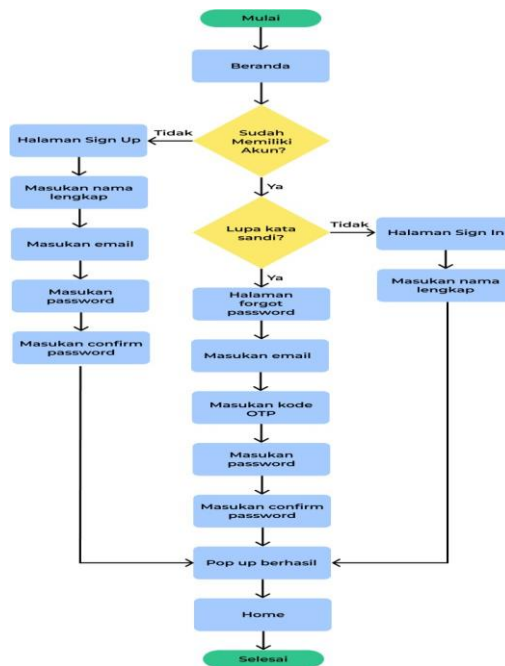 Mulai
Beranda
Sudah
Memiliki
Akun?
Tidak
Halaman Sign Up
Masukan nama
lengkap
Masukan email
Masukan
password
Masukan confirm
password
Ya
Lupa kata
sandi?
Tidak
Halaman Sign In
Masukan nama
lengkap
Ya
Halaman
forgot
password
Masukan email
Masukan kode
OTP
Masukan
password
Masukan confirm
password
Pop up berhasil
Home
Selesai